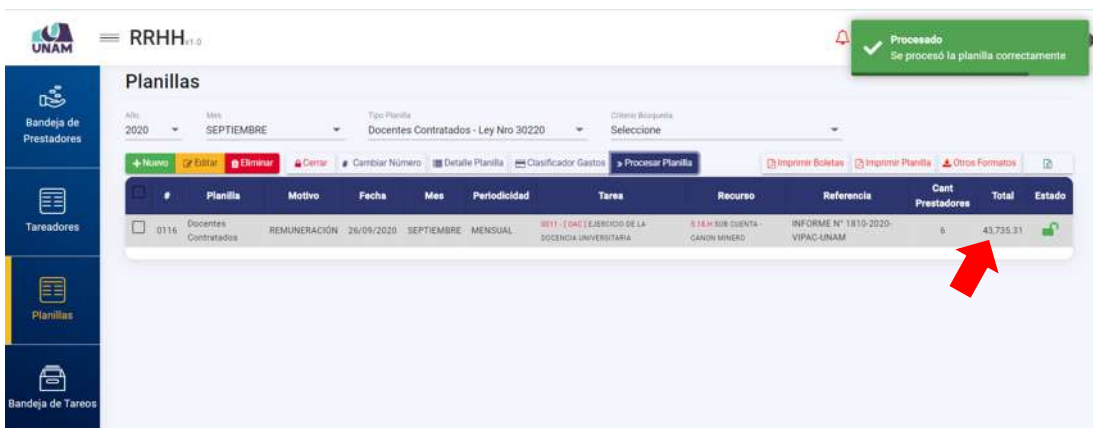 UNAM
RRHH v1.0
Procesado
Se procesó la planilla correctamente
Bandeja de
Prestadores
Tareadores
Planillas
Bandeja de Tareos
Planillas
Año Mes Tipo Planilla Criterio Búsqueda
2020 SEPTIEMBRE Docentes Contratados - Ley Nro 30220 Seleccione
Nuevo Editar Eliminar Cerrar # Cambiar Número Detalle Planilla Clasificador Gastos Procesar Planilla Imprimir Boletas Imprimir Planilla Otros Formatos
# Planilla Motivo Fecha Mes Periodicidad Tarea Recurso Referencia Cant Prestadores Total Estado
0116 Docentes Contratados REMUNERACIÓN 26/09/2020 SEPTIEMBRE MENSUAL 0011 - [ OAC ] EJERCICIO DE LA DOCENCIA UNIVERSITARIA 5.18.H SUB CUENTA - CANON MINERO INFORME N° 1810-2020-VIPAC-UNAM 6 43,735.31